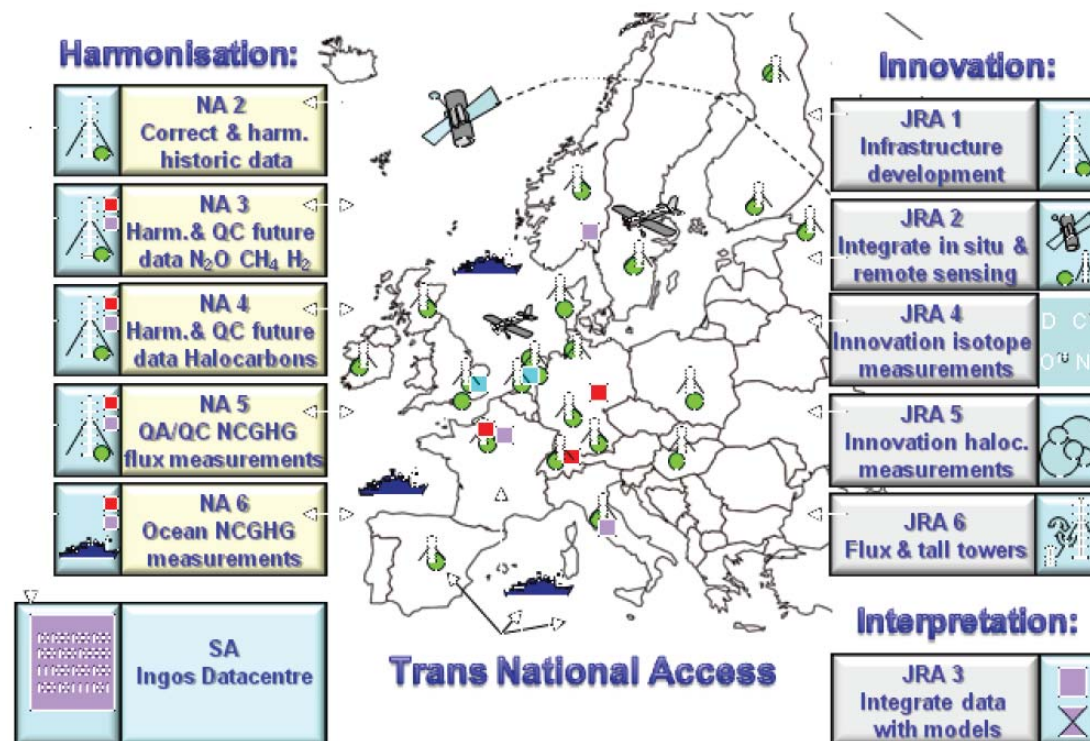 Harmonisation:
NA 2
Correct & harm.
historic data
NA 3
Harm.& QC future
data N₂O CH₄ H₂
NA 4
Harm.& QC future
data Halocarbons
NA 5
QA/QC NCGHG
flux measurements
NA 6
Ocean NCGHG
measurements
SA
Ingos Datacentre
Trans National Access
Innovation:
JRA 1
Infrastructure
development
JRA 2
Integrate in situ &
remote sensing
JRA 4
Innovation isotope
measurements
D C
O N
JRA 5
Innovation haloc.
measurements
JRA 6
Flux & tall towers
Interpretation:
JRA 3
Integrate data
with models